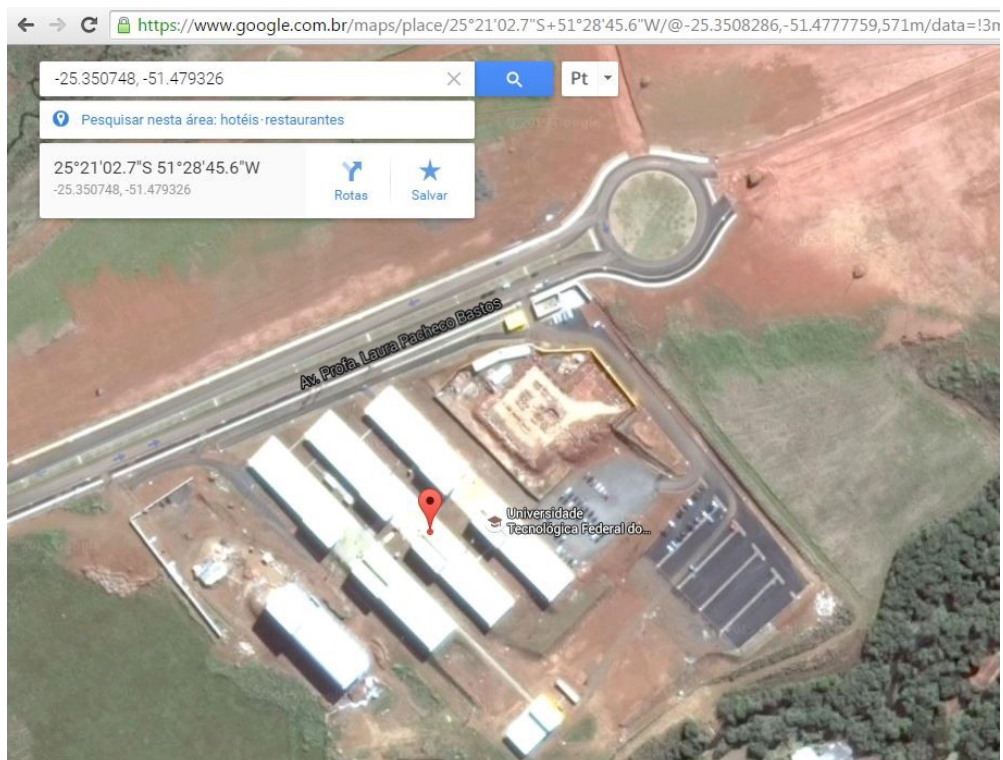 https://www.google.com.br/maps/place/25°21'02.7"S+51°28'45.6"W/@-25.3508286,-51.4777759,571m/data=!3m
-25.350748, -51.479326
Pt
Pesquisar nesta área: hotéis·restaurantes
25°21'02.7"S 51°28'45.6"W
-25.350748, -51.479326
Rotas
Salvar
Av. Profa. Laura Pacheco Bastos
Universidade
Tecnológica Federal do...